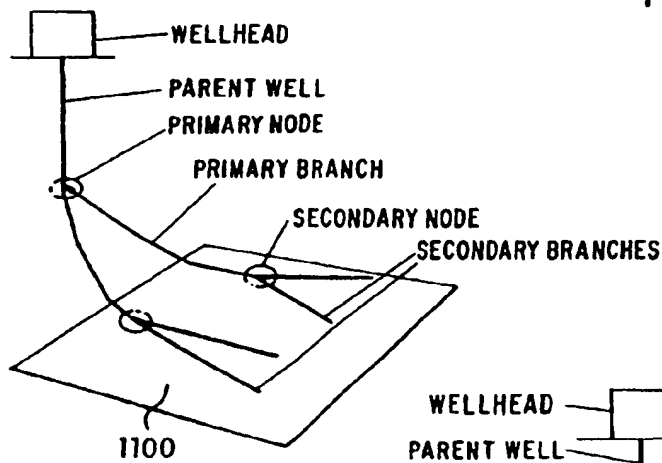 WELLHEAD
PARENT WELL
PRIMARY NODE
PRIMARY BRANCH
SECONDARY NODE
SECONDARY BRANCHES
1100
WELLHEAD
PARENT WELL